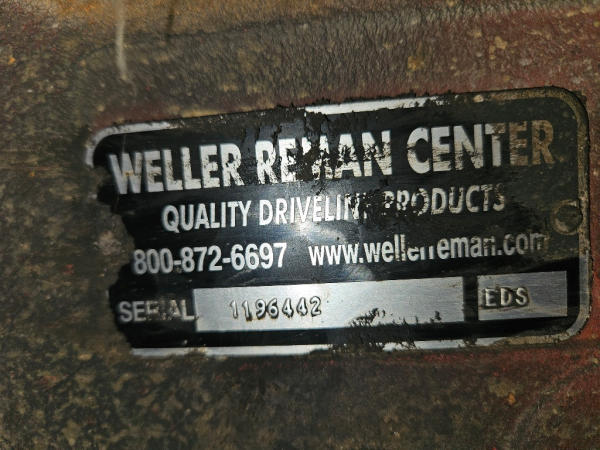 WELLER REMAN CENTER
QUALITY DRIVELINE PRODUCTS
800-872-6697 www.wellerreman.com
SERIAL 1196442 EDS